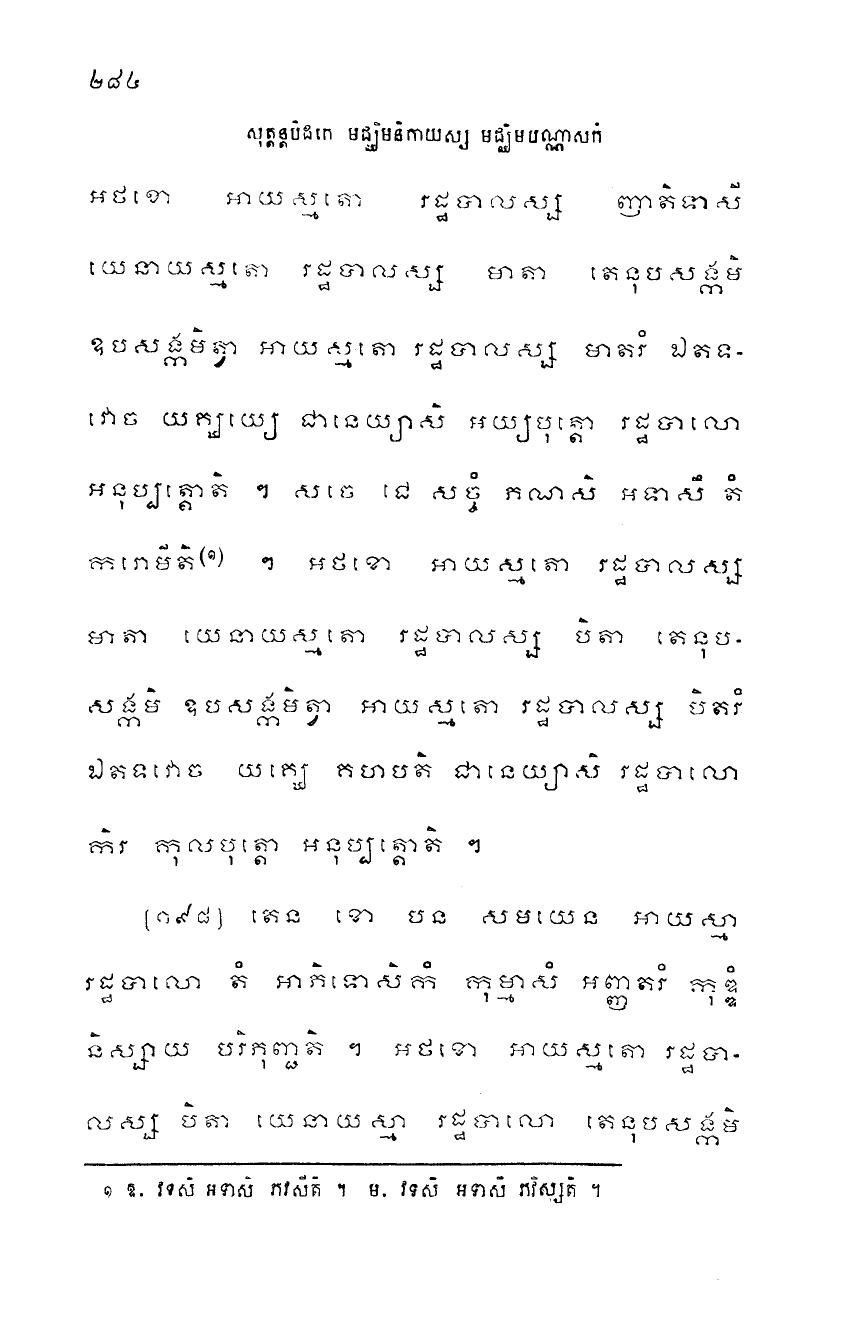 ២៨៤
សុត្តន្តបិដកេ មជ្ឈិមនិកាយស្ស មជ្ឈិមបណ្ណាសកំ
អថខោ អាយស្មតោ រដ្ឋបាលស្ស ញាតិទាសី
យេនាយស្មតោ រដ្ឋបាលស្ស មាតា តេនុបសង្កមិ
ឧបសង្កមិត្វា អាយស្មតោ រដ្ឋបាលស្ស មាតរំ ឯតទ-
វោច យគ្ឃយ្យេ ជានេយ្យាសិ អយ្យបុត្តោ រដ្ឋបាលោ
អនុប្បត្តោតិ ។ សចេ ជេ សច្ចំ ភណសិ អទាសឹ តំ
ករោមីតិ(១) ។ អថខោ អាយស្មតោ រដ្ឋបាលស្ស
មាតា យេនាយស្មតោ រដ្ឋបាលស្ស បិតា តេនុប-
សង្កមិ ឧបសង្កមិត្វា អាយស្មតោ រដ្ឋបាលស្ស បិតរំ
ឯតទវោច យគ្ឃេ គហបតិ ជានេយ្យាសិ រដ្ឋបាលោ
កិរ កុលបុត្តោ អនុប្បត្តោតិ ។
[១៩៨] តេន ខោ បន សមយេន អាយស្មា
រដ្ឋបាលោ តំ អាភិទោសិកំ កុម្មាសំ អញ្ញតរំ កុឌ្ឌំ
និស្សាយ បរិភុញ្ជតិ ។ អថខោ អាយស្មតោ រដ្ឋបា-
លស្ស បិតា យេនាយស្មា រដ្ឋបាលោ តេនុបសង្កមិ
១ ឱ. វទសិ អទាសិ ភវសីតិ ។ ម. វទសិ អទាសឹ ភវិស្សតិ ។